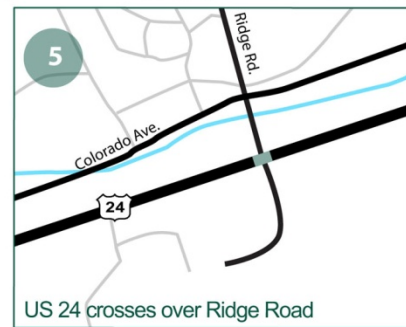 5
Ridge Rd.
Colorado Ave.
24
US 24 crosses over Ridge Road